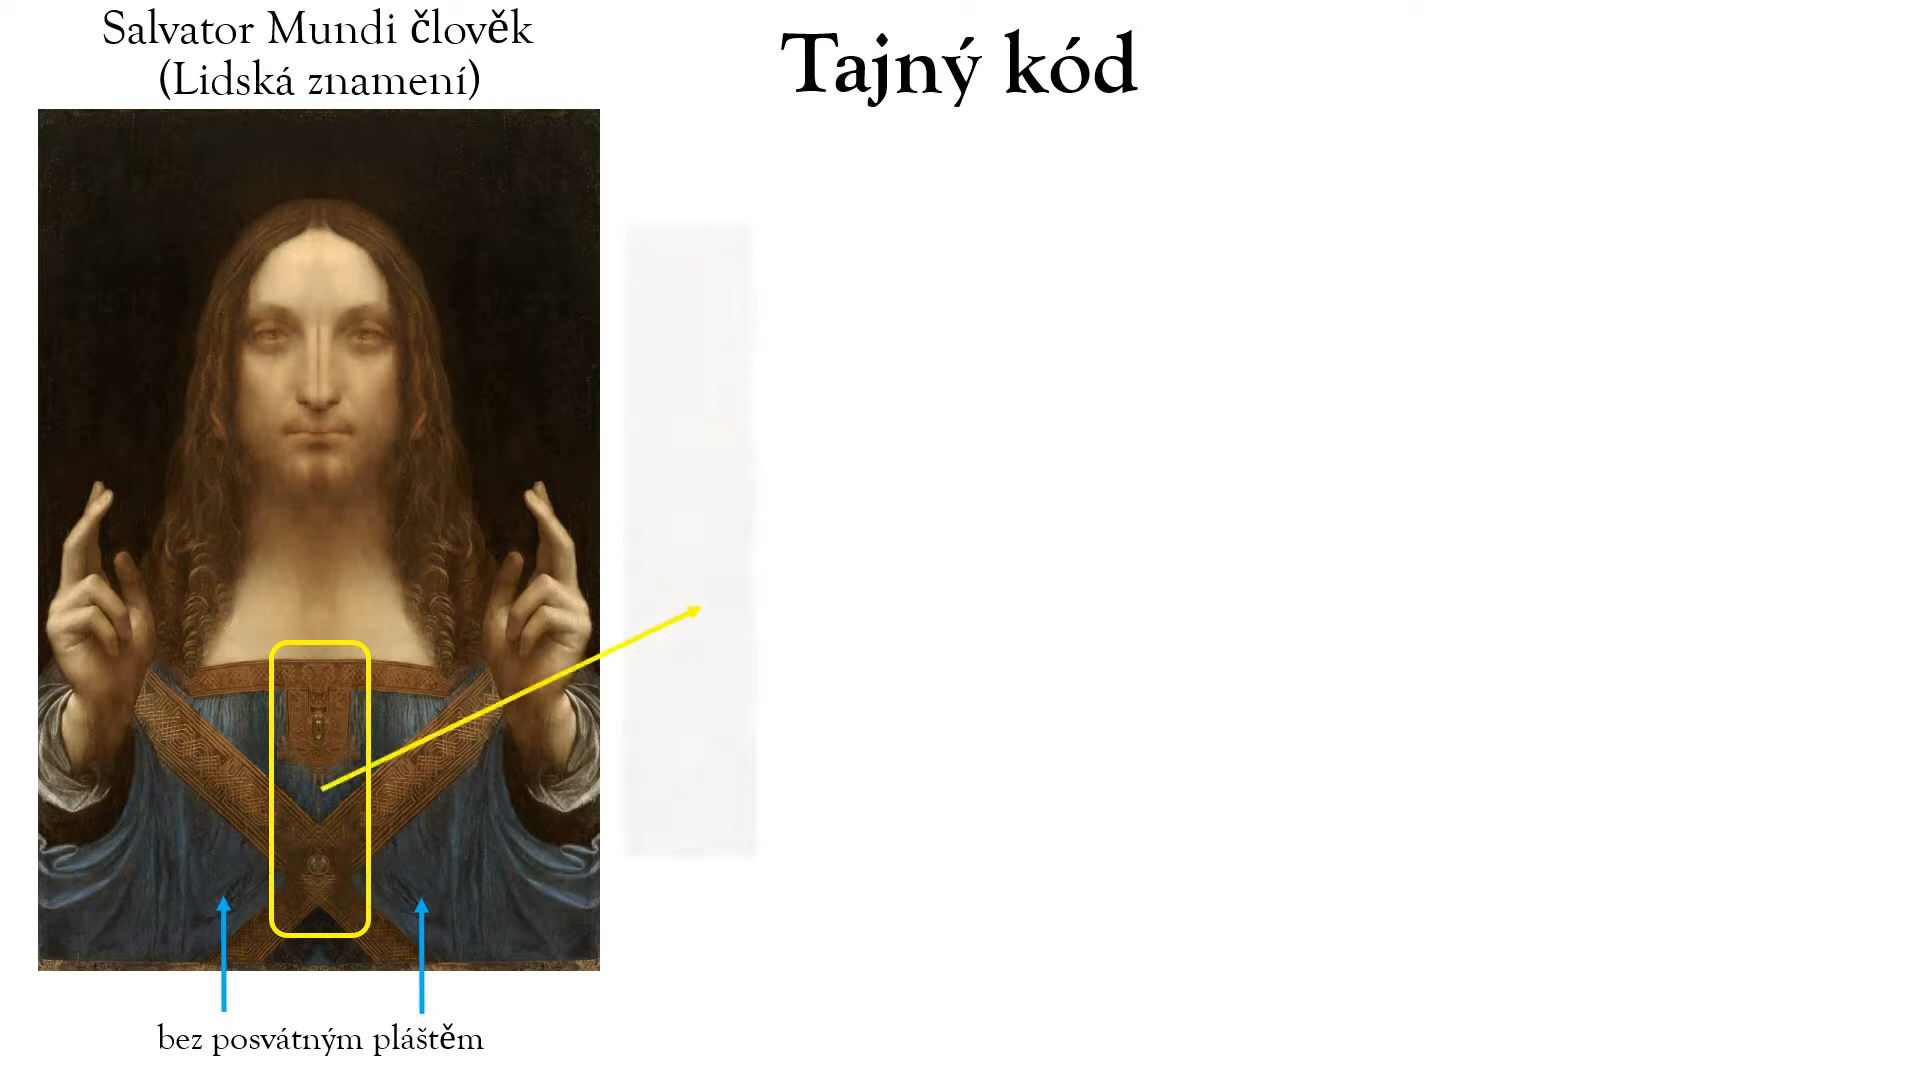 Salvator Mundi člověk
(Lidská znamení)
Tajný kód
bez posvátným pláštěm